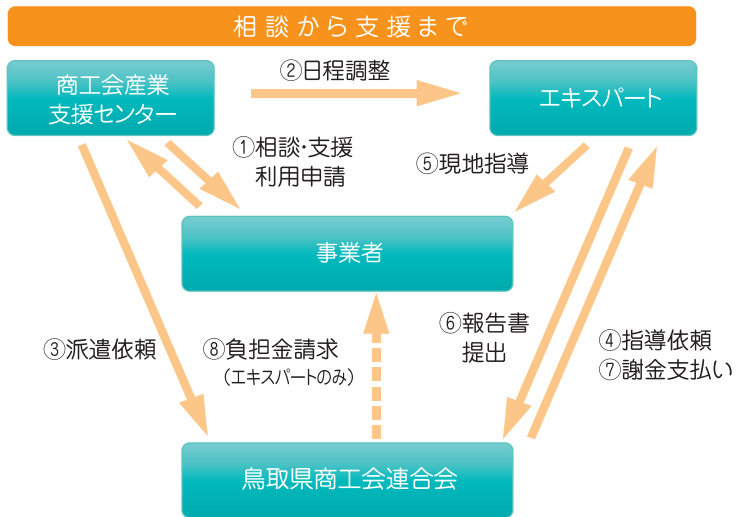 相談から支援まで
商工会産業
支援センター
②日程調整
エキスパート
①相談・支援
利用申請
⑤現地指導
事業者
③派遣依頼
⑧負担金請求
（エキスパートのみ）
⑥報告書
提出
④指導依頼
⑦謝金支払い
鳥取県商工会連合会